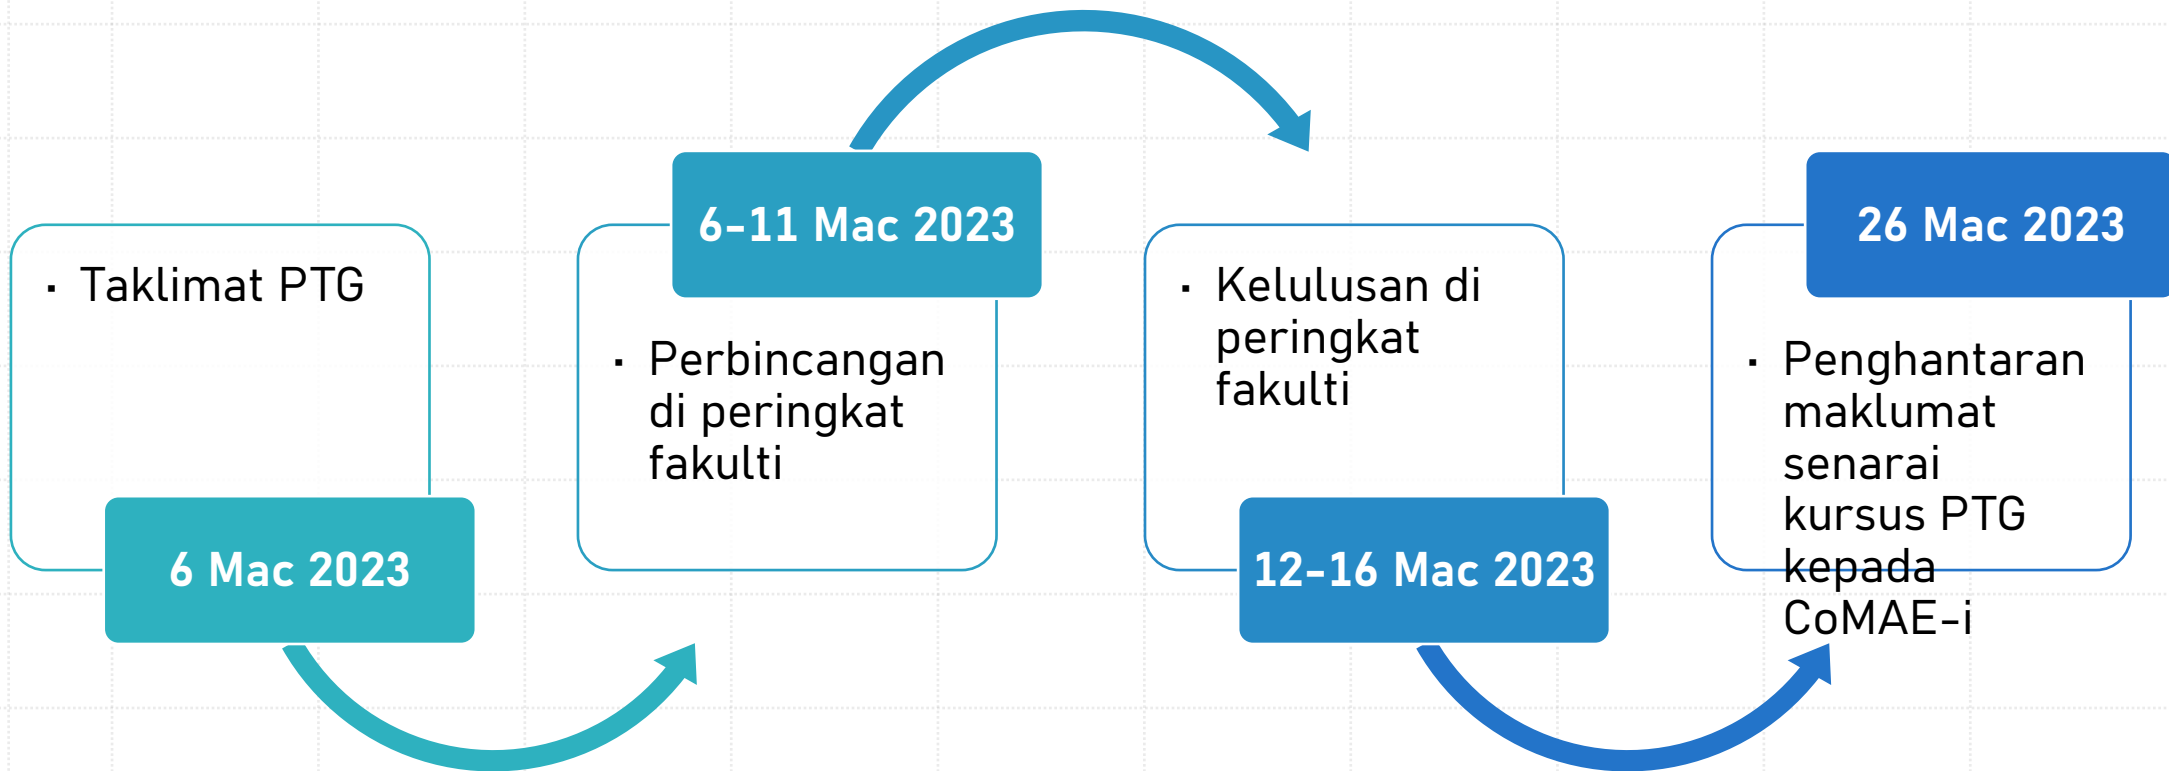 · Taklimat PTG
6 Mac 2023
6-11 Mac 2023
· Perbincangan
di peringkat
fakulti
· Kelulusan di
peringkat
fakulti
12-16 Mac 2023
26 Mac 2023
· Penghantaran
maklumat
senarai
kursus PTG
kepada
CoMAE-i